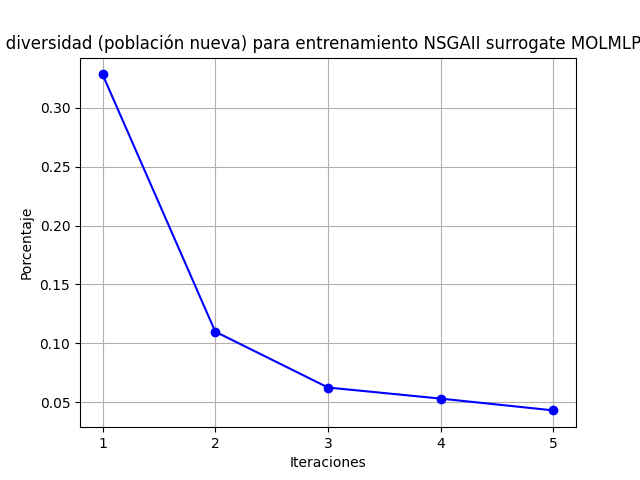 diversidad (población nueva) para entrenamiento NSGAII surrogate MOLMLP
0.30
0.25
0.20
0.15
0.10
0.05
Porcentaje
1 2 3 4 5
Iteraciones